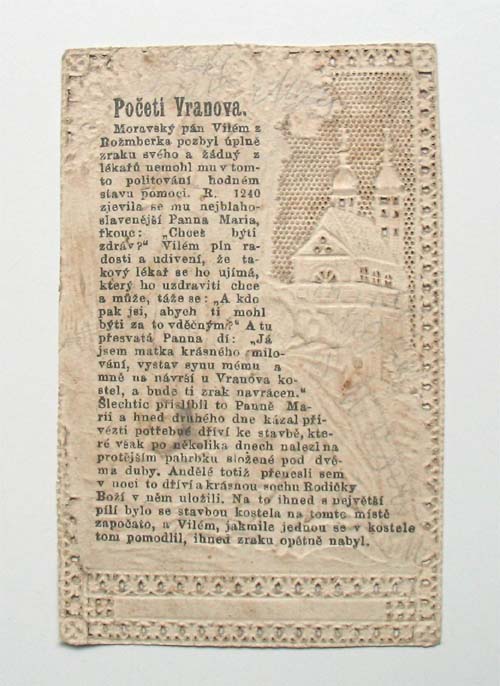 Početi Vranova.
Moravský pán Vilém z
Rožmberka pozbyl úplně
zraku svého a žádný z
lékařů nemohl mu v tom-
to politování hodném
stavu pomoci. R. 1240
zjevila se mu nejblaho-
slavenější Panna Maria,
řkouc: „Chceš býti
zdráv?“ Vilém pln ra-
dosti a udivení, že ta-
kový lékař se ho ujímá,
který ho uzdraviti chce
a může, táže se: „A kdo
pak jsi, abych ti mohl
býti za to vděčným?“ A tu
přesvatá Panna dí: „Já
jsem matka krásného milo-
vání, vystav synu mému a
mně na návrší u Vranova ko-
stel, a bude ti zrak navrácen.“
Šlechtic přislíbil to Panně Ma-
rii a hned druhého dne kázal při-
vézti potřebné dříví ke stavbě, kte-
ré však po několika dnech nalezl na
protějším pahrbku složené pod dvě-
ma duby. Andělé totiž přenesli sem
v noci to dříví a krásnou sochu Rodičky
Boží v něm uložili. Na to ihned s největší
pílí bylo se stavbou kostela na tomto místě
započato, a Vilém, jakmile jednou se v kostele
tom pomodlil, ihned zraku opětně nabyl.